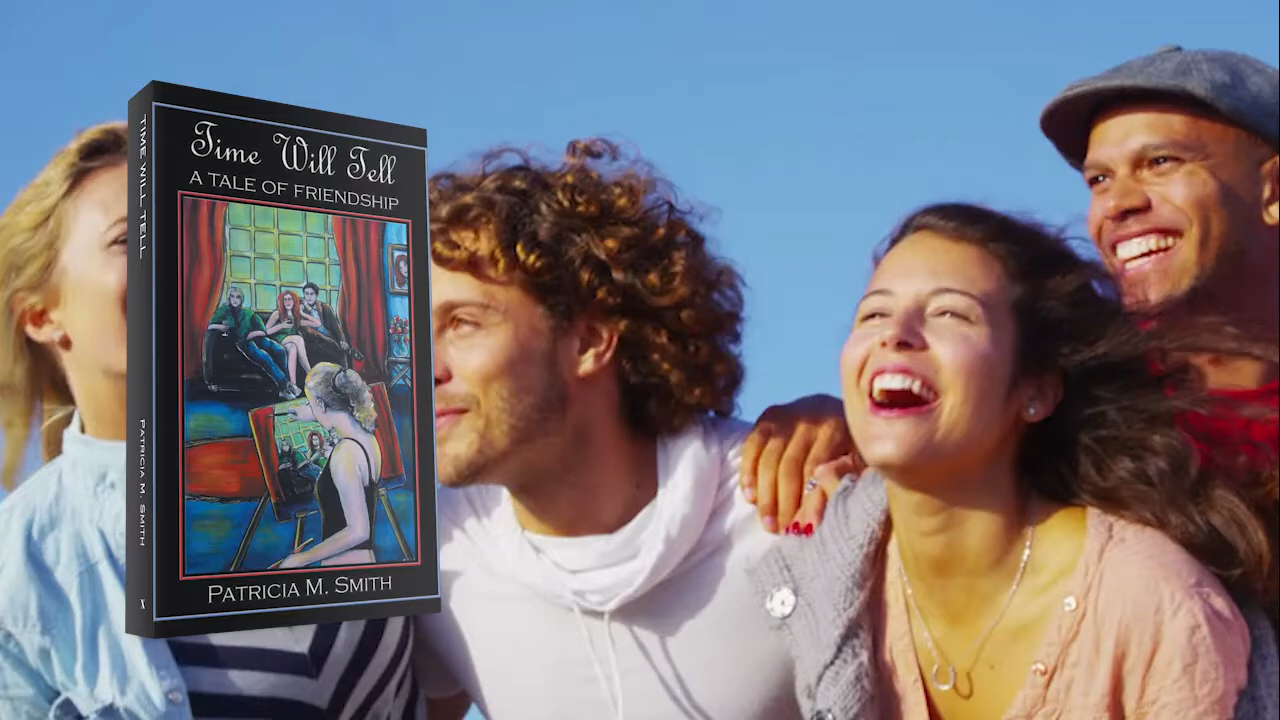 Time Will Tell
A TALE OF FRIENDSHIP
PATRICIA M. SMITH
TIME WILL TELL
PATRICIA M. SMITH